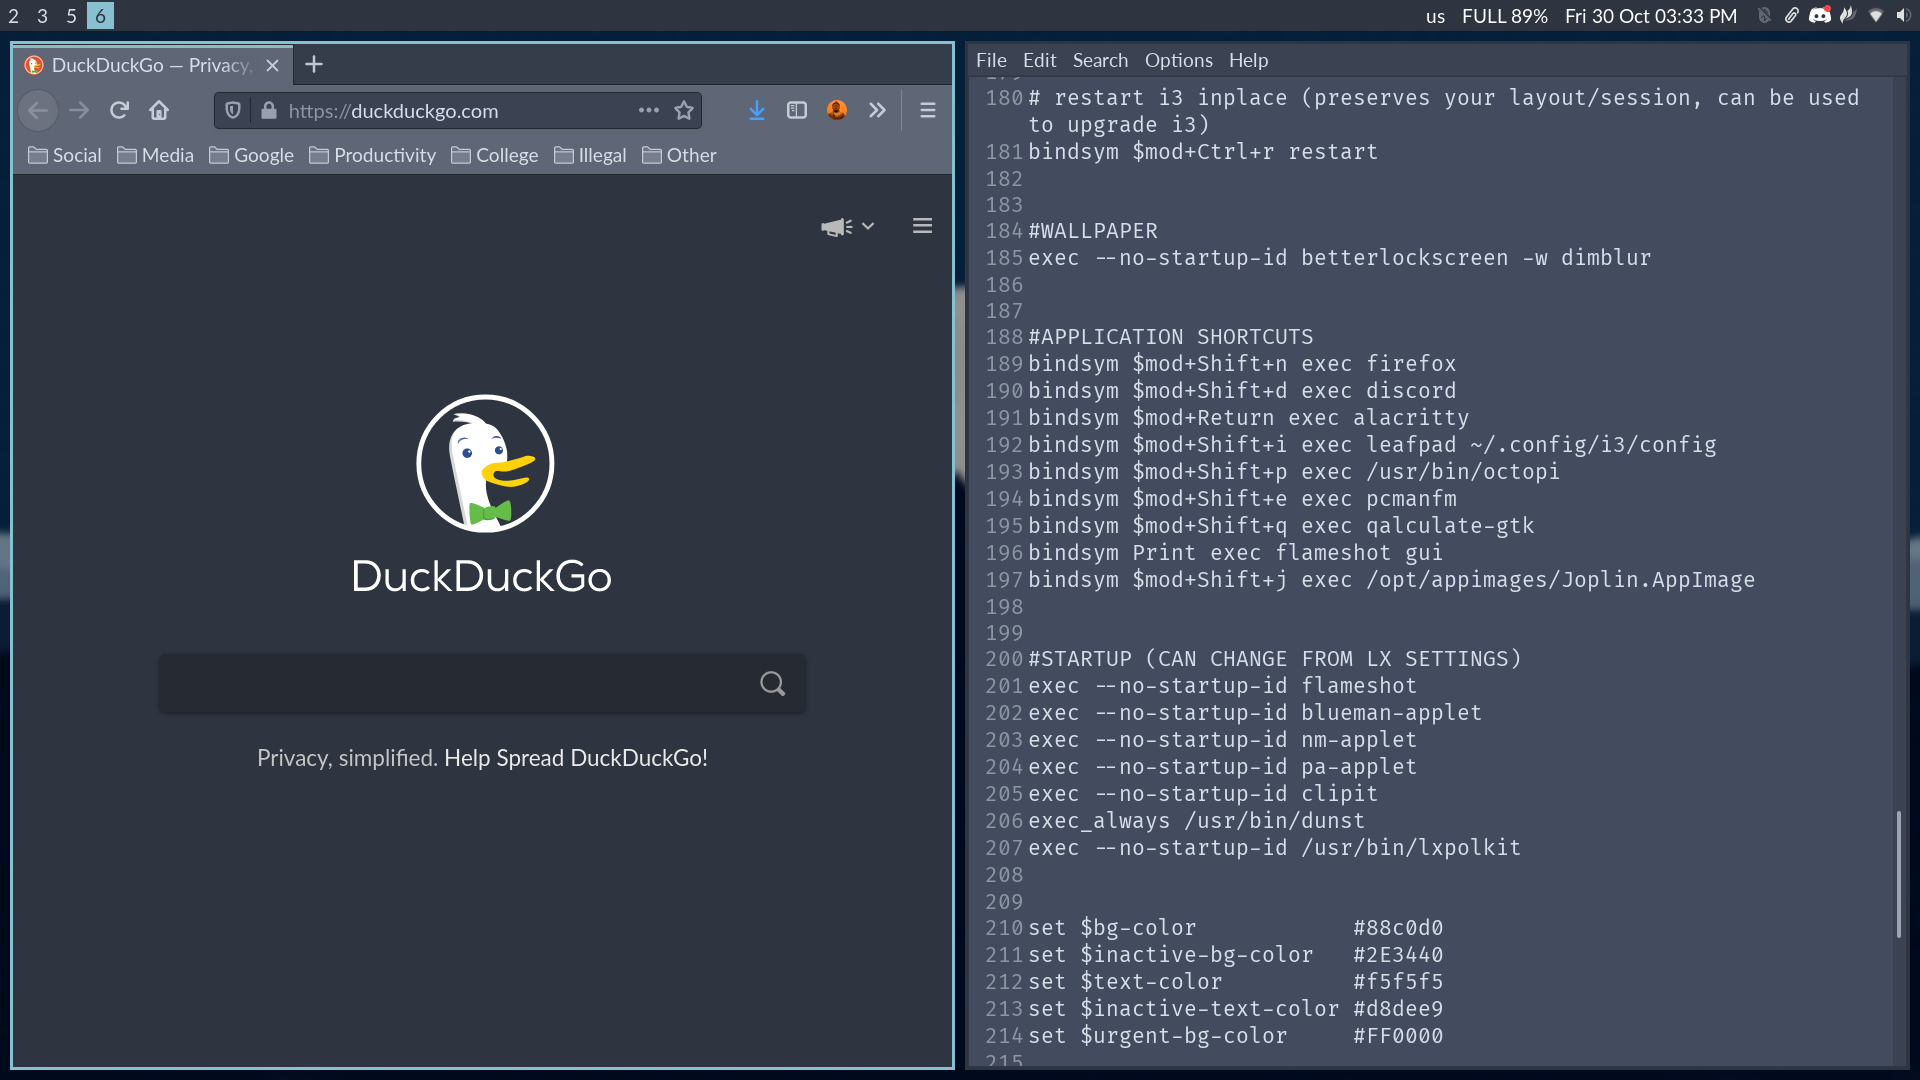 2 3 5 6
us FULL 89% Fri 30 Oct 03:33 PM
DuckDuckGo — Privacy,
https://duckduckgo.com
Social Media Google Productivity College Illegal Other
DuckDuckGo
Privacy, simplified. Help Spread DuckDuckGo!
File Edit Search Options Help
179
180 # restart i3 inplace (preserves your layout/session, can be used
to upgrade i3)
181 bindsym $mod+Ctrl+r restart
182
183
184 #WALLPAPER
185 exec --no-startup-id betterlockscreen -w dimblur
186
187
188 #APPLICATION SHORTCUTS
189 bindsym $mod+Shift+n exec firefox
190 bindsym $mod+Shift+d exec discord
191 bindsym $mod+Return exec alacritty
192 bindsym $mod+Shift+i exec leafpad ~/.config/i3/config
193 bindsym $mod+Shift+p exec /usr/bin/octopi
194 bindsym $mod+Shift+e exec pcmanfm
195 bindsym $mod+Shift+q exec qalculate-gtk
196 bindsym Print exec flameshot gui
197 bindsym $mod+Shift+j exec /opt/appimages/Joplin.AppImage
198
199
200 #STARTUP (CAN CHANGE FROM LX SETTINGS)
201 exec --no-startup-id flameshot
202 exec --no-startup-id blueman-applet
203 exec --no-startup-id nm-applet
204 exec --no-startup-id pa-applet
205 exec --no-startup-id clipit
206 exec_always /usr/bin/dunst
207 exec --no-startup-id /usr/bin/lxpolkit
208
209
210 set $bg-color #88c0d0
211 set $inactive-bg-color #2E3440
212 set $text-color #f5f5f5
213 set $inactive-text-color #d8dee9
214 set $urgent-bg-color #FF0000
215